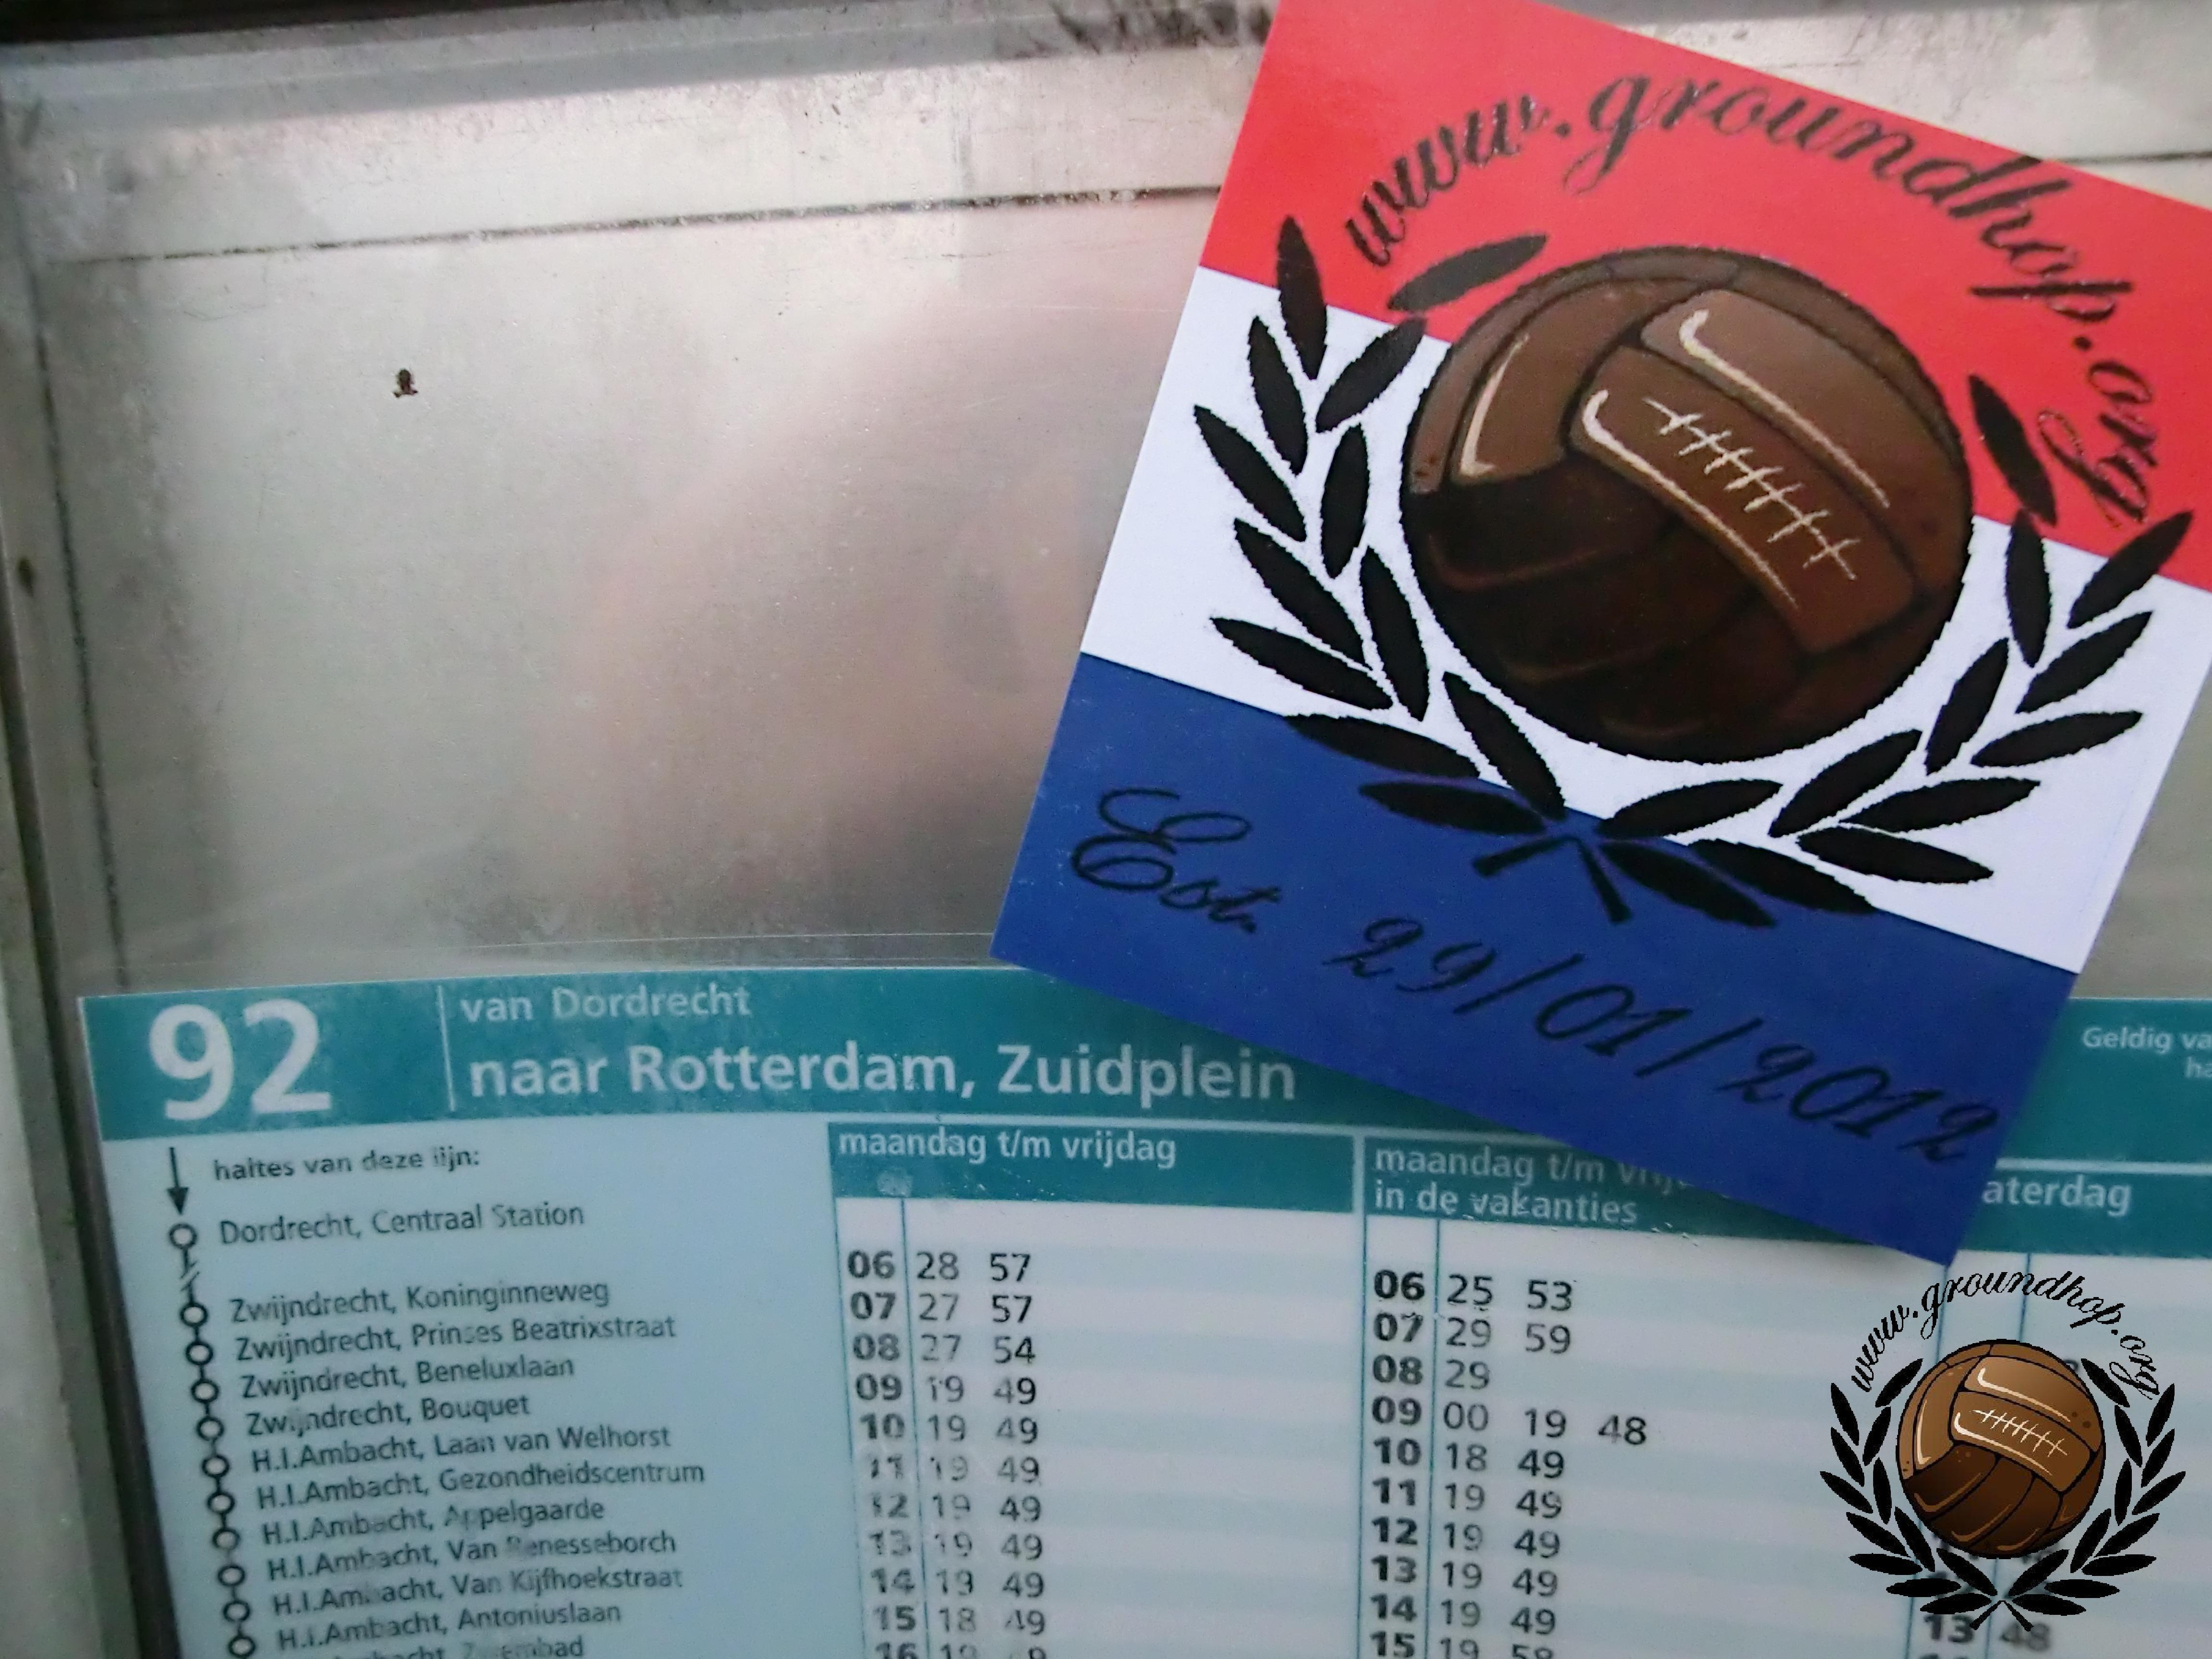 www.groundhop.org
Est. 29/01/2012
92
van Dordrecht
naar Rotterdam, Zuidplein
Geldig va
ha
haltes van deze lijn:
Dordrecht, Centraal Station
Zwijndrecht, Koninginneweg
Zwijndrecht, Prinses Beatrixstraat
Zwijndrecht, Beneluxlaan
Zwijndrecht, Bouquet
H.I.Ambacht, Laan van Welhorst
H.I.Ambacht, Gezondheidscentrum
H.I.Ambacht, Appelgaarde
H.I.Ambacht, Van Renesseborch
H.I.Ambacht, Van Kijfhoekstraat
H.I.Ambacht, Antoniuslaan
maandag t/m vrijdag
06 28 57
07 27 57
08 27 54
09 19 49
10 19 49
11 19 49
12 19 49
13 19 49
14 19 49
15 18 49
maandag t/m vrij
in de vakanties
06 25 53
07 29 59
08 29
09 00 19 48
10 18 49
11 19 49
12 19 49
13 19 49
14 19 49
15 19
aterdag
13 48
www.groundhop.org